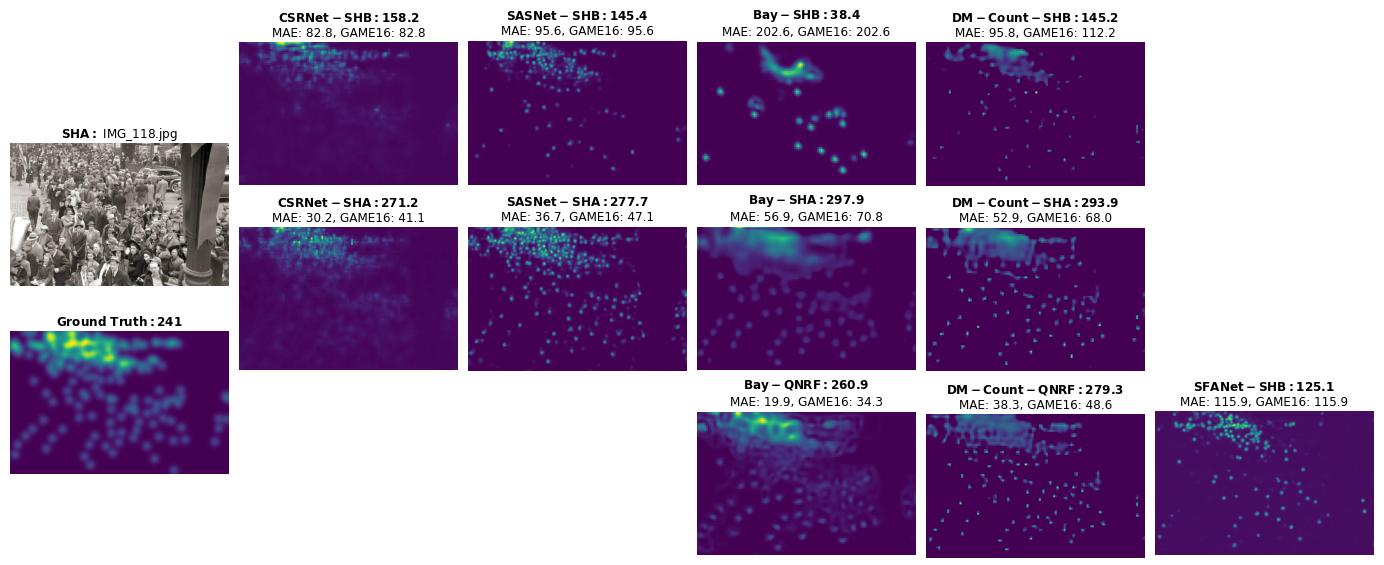 SHA: IMG_118.jpg
Ground Truth: 241
CSRNet-SHB: 158.2
MAE: 82.8, GAME16: 82.8
SASNet-SHB: 145.4
MAE: 95.6, GAME16: 95.6
Bay-SHB: 38.4
MAE: 202.6, GAME16: 202.6
DM-Count-SHB: 145.2
MAE: 95.8, GAME16: 112.2
CSRNet-SHA: 271.2
MAE: 30.2, GAME16: 41.1
SASNet-SHA: 277.7
MAE: 36.7, GAME16: 47.1
Bay-SHA: 297.9
MAE: 56.9, GAME16: 70.8
DM-Count-SHA: 293.9
MAE: 52.9, GAME16: 68.0
Bay-QNRF: 260.9
MAE: 19.9, GAME16: 34.3
DM-Count-QNRF: 279.3
MAE: 38.3, GAME16: 48.6
SFANet-SHB: 125.1
MAE: 115.9, GAME16: 115.9